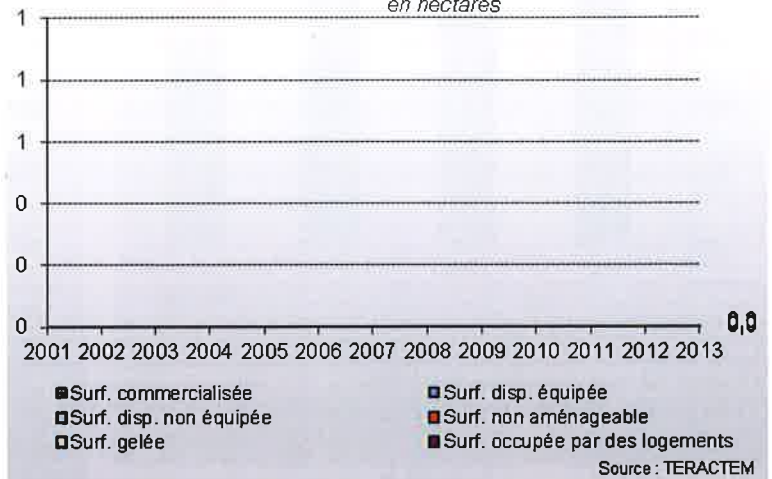 en hectares
1
1
1
0
0
0
0,0
2001 2002 2003 2004 2005 2006 2007 2008 2009 2010 2011 2012 2013
Surf. commercialisée
Surf. disp. équipée
Surf. disp. non équipée
Surf. non aménageable
Surf. gelée
Surf. occupée par des logements
Source : TERACTEM